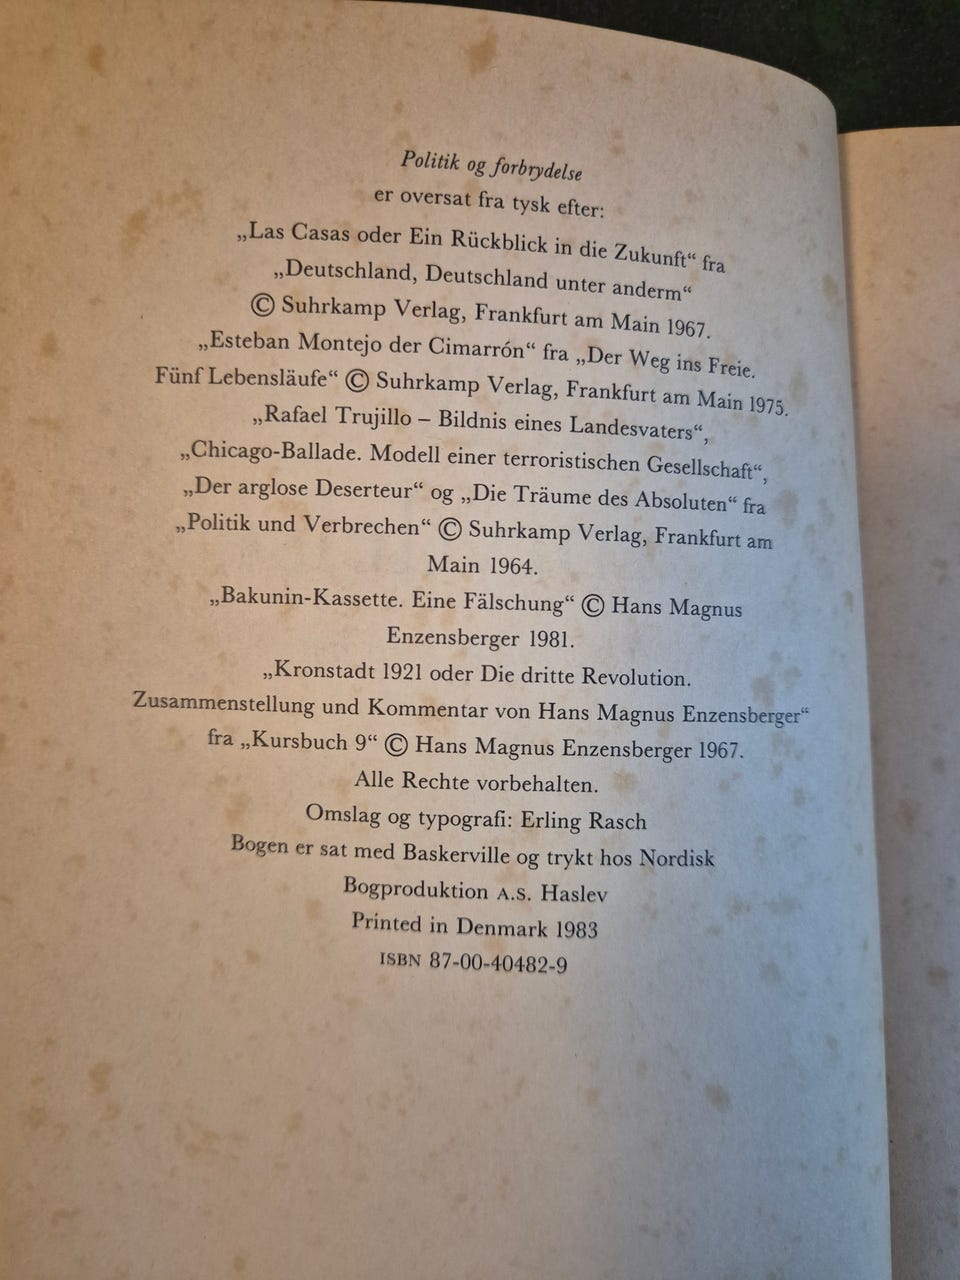 Politik og forbrydelse
er oversat fra tysk efter:
„Las Casas oder Ein Rückblick in die Zukunft“ fra
„Deutschland, Deutschland unter anderm“
© Suhrkamp Verlag, Frankfurt am Main 1967.
„Esteban Montejo der Cimarrón“ fra „Der Weg ins Freie.
Fünf Lebensläufe“ © Suhrkamp Verlag, Frankfurt am Main 1975.
„Rafael Trujillo – Bildnis eines Landesvaters“,
„Chicago-Ballade. Modell einer terroristischen Gesellschaft“,
„Der arglose Deserteur“ og „Die Träume des Absoluten“ fra
„Politik und Verbrechen“ © Suhrkamp Verlag, Frankfurt am
Main 1964.
„Bakunin-Kassette. Eine Fälschung“ © Hans Magnus
Enzensberger 1981.
„Kronstadt 1921 oder Die dritte Revolution.
Zusammenstellung und Kommentar von Hans Magnus Enzensberger“
fra „Kursbuch 9“ © Hans Magnus Enzensberger 1967.
Alle Rechte vorbehalten.
Omslag og typografi: Erling Rasch
Bogen er sat med Baskerville og trykt hos Nordisk
Bogproduktion A.S. Haslev
Printed in Denmark 1983
ISBN 87-00-40482-9